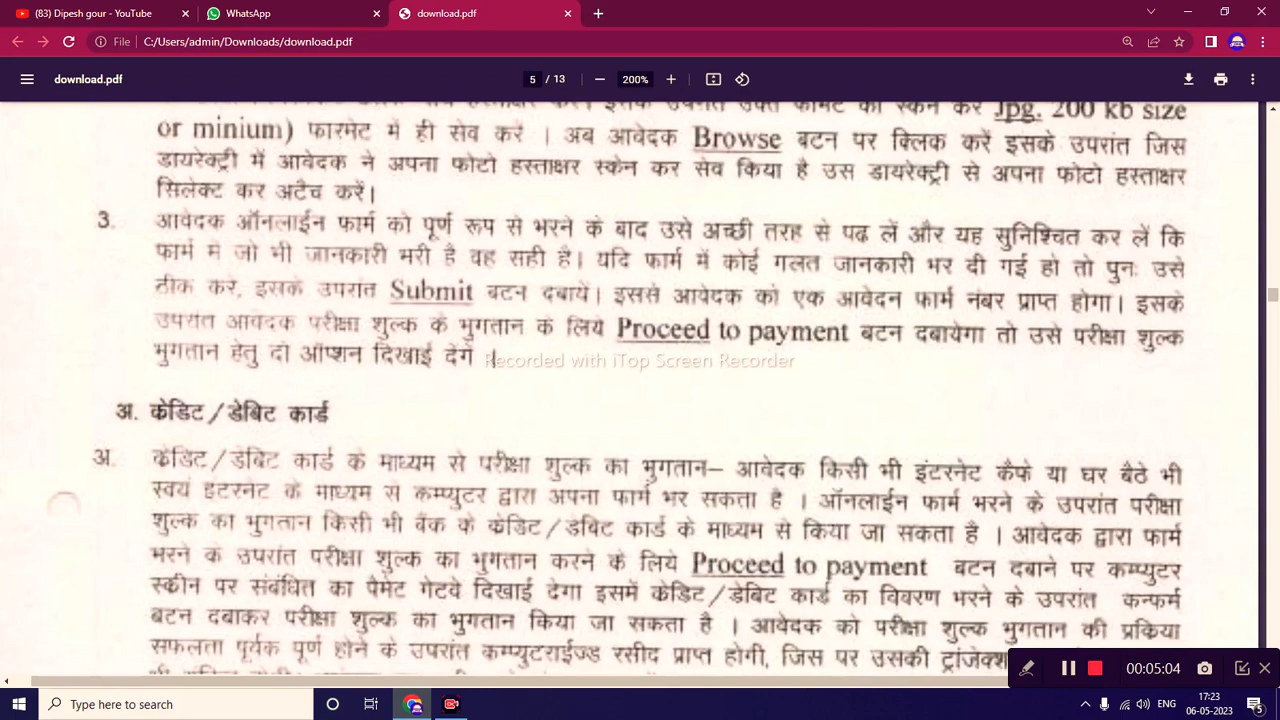 (83) Dipesh gour - YouTube
WhatsApp
download.pdf
File
C:/Users/admin/Downloads/download.pdf
download.pdf
5 / 13
200%
Jpg. 200 kb size
or minium) फारमेट में ही सेव करें । अब आवेदक Browse बटन पर क्लिक करें इसके उपरांत जिस
डायरेक्ट्री में आवेदक ने अपना फोटो हस्ताक्षर स्केन कर सेव किया है उस डायरेक्ट्री से अपना फोटो हस्ताक्षर
सिलेक्ट कर अटैच करें।
3. आवेदक ऑनलाईन फार्म को पूर्ण रूप से भरने के बाद उसे अच्छी तरह से पढ लें और यह सुनिश्चित कर लें कि
फार्म मे जो भी जानकारी भरी है वह सही है। यदि फार्म में कोई गलत जानकारी भर दी गई हो तो पुनः उसे
ठीक करे, इसके उपरांत Submit बटन दबायें। इससे आवेदक को एक आवेदन फार्म नंबर प्राप्त होगा। इसके
उपरांत आवेदक परीक्षा शुल्क के भुगतान के लिये Proceed to payment बटन दबायेगा तो उसे परीक्षा शुल्क
भुगतान हेतु दो ऑप्शन दिखाई देगें ।
Recorded with iTop Screen Recorder
अ. क्रेडिट/डेबिट कार्ड
अ. क्रेडिट/डेबिट कार्ड के माध्यम से परीक्षा शुल्क का भुगतान– आवेदक किसी भी इंटरनेट कैफे या घर बैठे भी
स्वयं इंटरनेट के माध्यम से कम्प्युटर द्वारा अपना फार्म भर सकता है । ऑनलाईन फार्म भरने के उपरांत परीक्षा
शुल्क का भुगतान किसी भी बैंक के क्रेडिट/डेबिट कार्ड के माध्यम से किया जा सकता है । आवेदक द्वारा फार्म
भरने के उपरांत परीक्षा शुल्क का भुगतान करने के लिये Proceed to payment बटन दबाने पर कम्प्युटर
स्कीन पर संबंधित का पैमेंट गेटवे दिखाई देगा इसमें क्रेडिट/डेबिट कार्ड का विवरण भरने के उपरांत कन्फर्म
बटन दबाकर परीक्षा शुल्क का भुगतान किया जा सकता है । आवेदक को परीक्षा शुल्क भुगतान की प्रकिया
सफलता पूर्यक पूर्ण होने के उपरांत कम्प्युटराईज्ड रसीद प्राप्त होगी, जिस पर उसकी
00:05:04
Type here to search
ENG
17:23
06-05-2023